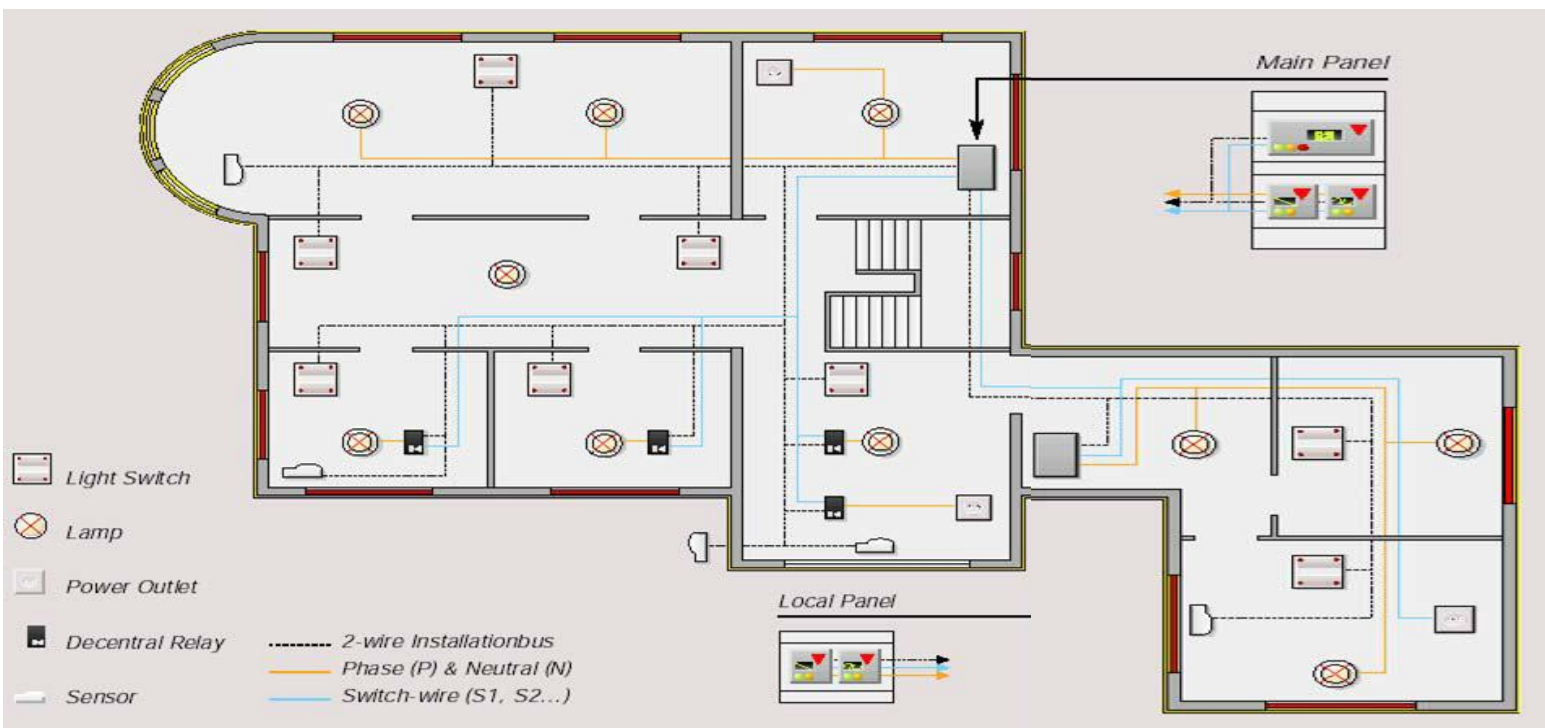 Main Panel
Light Switch
Lamp
Power Outlet
Decentral Relay
Sensor
2-wire Installationbus
Phase (P) & Neutral (N)
Switch-wire (S1, S2...)
Local Panel